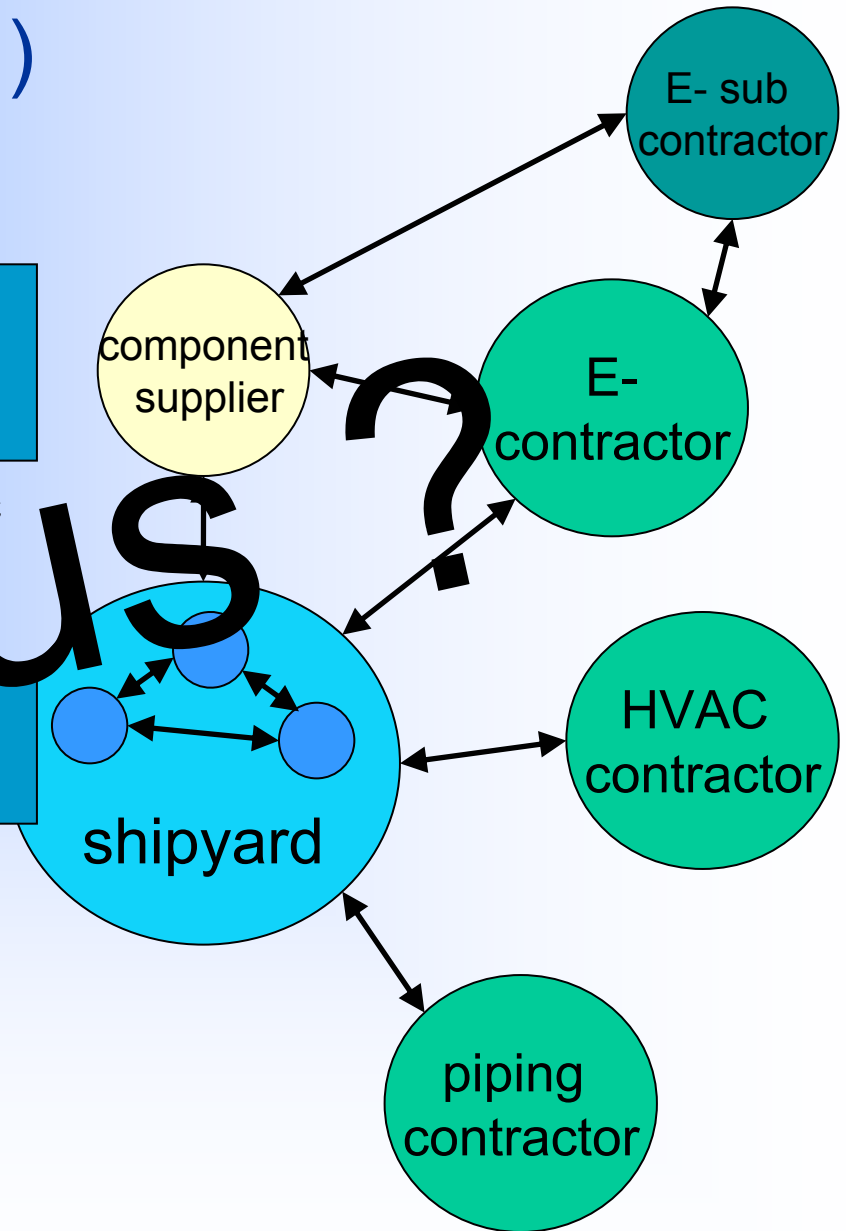 )
E- sub
contractor
component
supplier
E-
contractor
us ?
HVAC
contractor
shipyard
piping
contractor